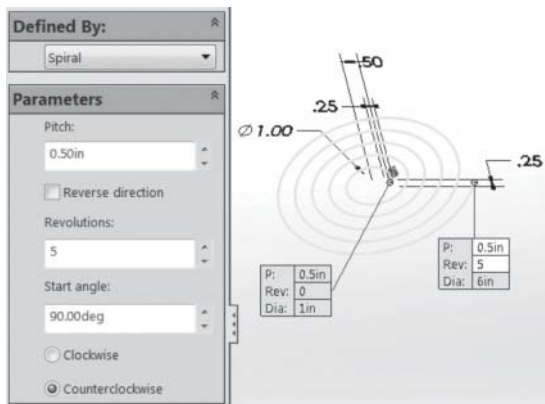 Defined By:
Spiral
Parameters
Pitch:
0.50in
Reverse direction
Revolutions:
5
Start angle:
90.00deg
Clockwise
Counterclockwise
.50
.25
Ø 1.00
.25
P: 0.5in
Rev: 0
Dia: 1in
P: 0.5in
Rev: 5
Dia: 6in